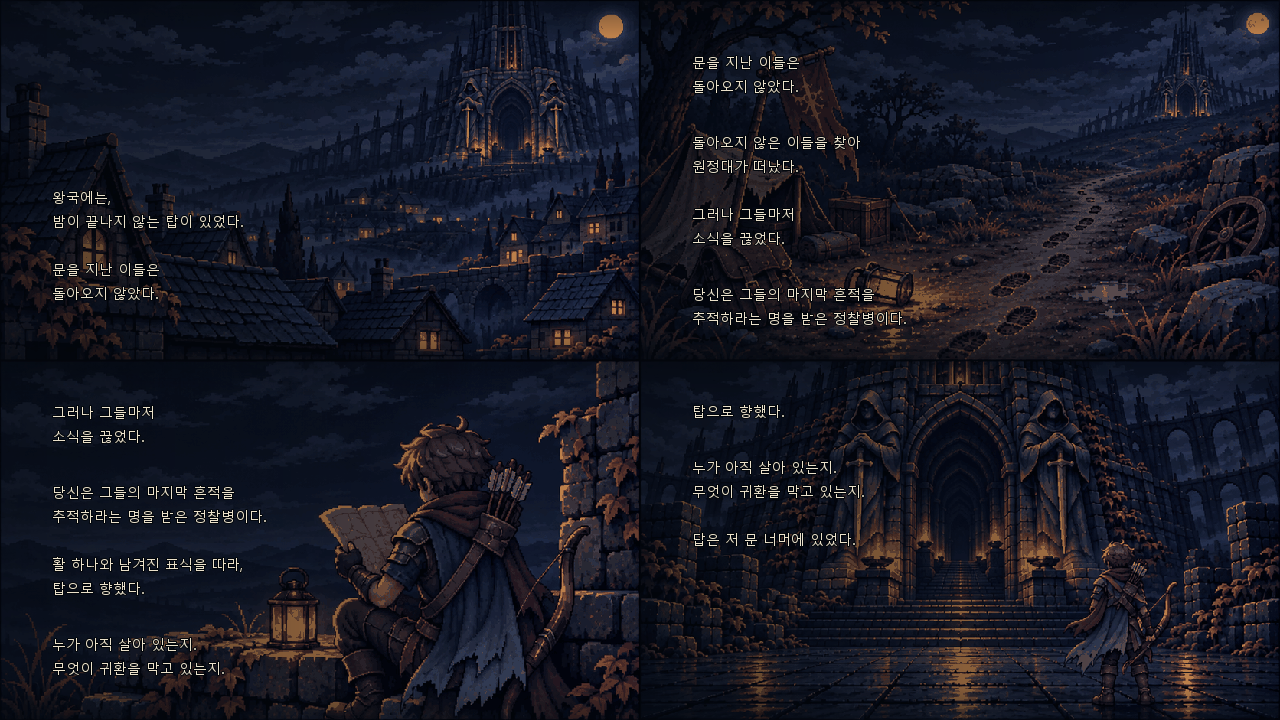 왕국에는,
밤이 끝나지 않는 탑이 있었다.
문을 지난 이들은
돌아오지 않았다.
문을 지난 이들은
돌아오지 않았다.
돌아오지 않은 이들을 찾아
원정대가 떠났다.
그러나 그들마저
소식을 끊었다.
당신은 그들의 마지막 흔적을
추적하라는 명을 받은 정찰병이다.
그러나 그들마저
소식을 끊었다.
당신은 그들의 마지막 흔적을
추적하라는 명을 받은 정찰병이다.
활 하나와 남겨진 표식을 따라,
탑으로 향했다.
누가 아직 살아 있는지.
무엇이 귀환을 막고 있는지.
탑으로 향했다.
누가 아직 살아 있는지.
무엇이 귀환을 막고 있는지.
답은 저 문 너머에 있었다.